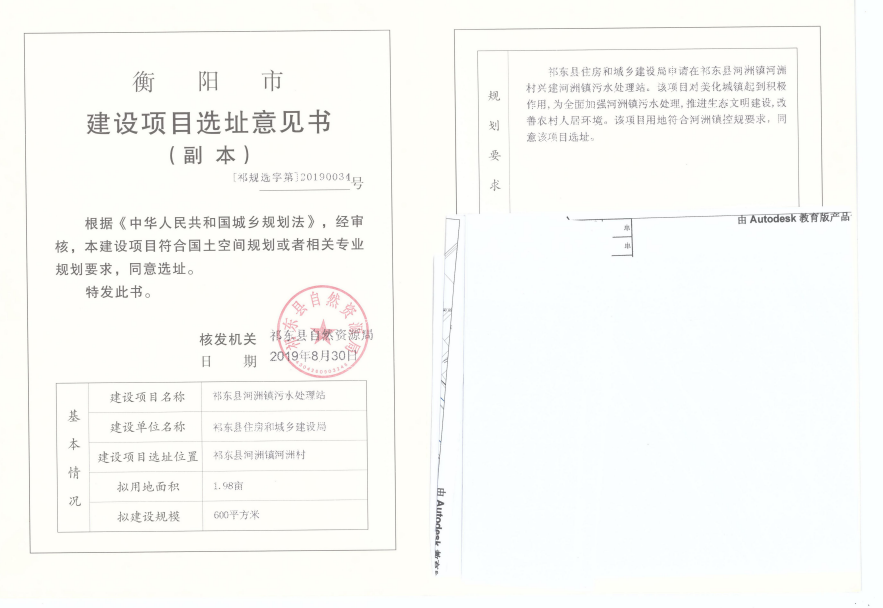 衡 阳 市
建设项目选址意见书
（副 本）
[祁规选字第]20190034号
根据《中华人民共和国城乡规划法》，经审
核，本建设项目符合国土空间规划或者相关专业
规划要求，同意选址。
特发此书。
核发机关 祁东县自然资源局
日 期 2019年8月30日
祁东县自然资源局
基本情况
建设项目名称 祁东县河洲镇污水处理站
建设单位名称 祁东县住房和城乡建设局
建设项目选址位置 祁东县河洲镇河洲村
拟用地面积 1.98亩
拟建设规模 600平方米
规划要求
祁东县住房和城乡建设局申请在祁东县河洲镇河洲
村兴建河洲镇污水处理站。该项目对美化城镇起到积极
作用，为全面加强河洲镇污水处理，推进生态文明建设，改
善农村人居环境。该项目用地符合河洲镇控规要求，同
意该项目选址。
由 Autodesk 教育版产品
由 Autodesk